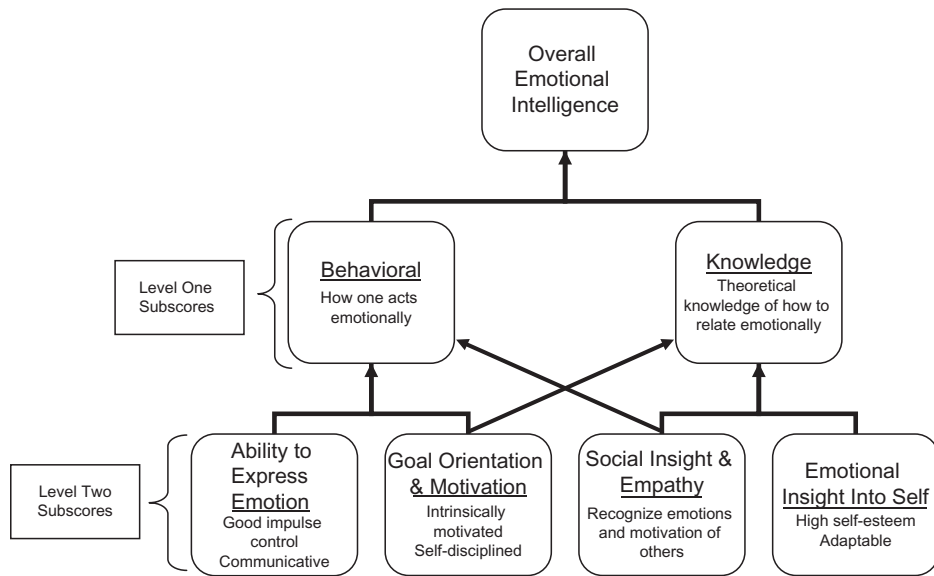 Overall
Emotional
Intelligence
Level One
Subscores
Behavioral
How one acts
emotionally
Knowledge
Theoretical
knowledge of how to
relate emotionally
Level Two
Subscores
Ability to
Express
Emotion
Good impulse
control
Communicative
Goal Orientation
& Motivation
Intrinsically
motivated
Self-disciplined
Social Insight &
Empathy
Recognize emotions
and motivation of
others
Emotional
Insight Into Self
High self-esteem
Adaptable